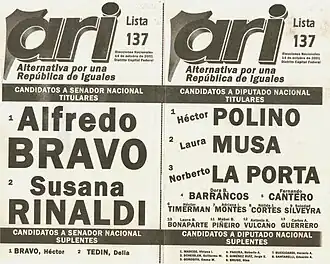 ari
Lista
137
Elecciones Nacionales
14 de octubre de 2001
Distrito Capital Federal
Alternativa por una
República de Iguales
CANDIDATOS A SENADOR NACIONAL
TITULARES
1 Alfredo
BRAVO
2 Susana
RINALDI
CANDIDATOS A SENADOR NACIONAL
SUPLENTES
1 BRAVO, Héctor 2 TEDIN, Delia
ari
Lista
137
Elecciones Nacionales
14 de octubre de 2001
Distrito Capital Federal
Alternativa por una
República de Iguales
CANDIDATOS A DIPUTADO NACIONAL
TITULARES
1 Héctor POLINO
2 Laura MUSA
3 Norberto LA PORTA
4 Dora B. BARRANCOS Fernando CANTERO
TIMERMAN MONTES CORTÉS SILVEYRA
BONAPARTE PIÑEIRO VULCANO GUERRERO
CANDIDATOS A DIPUTADO NACIONAL
SUPLENTES